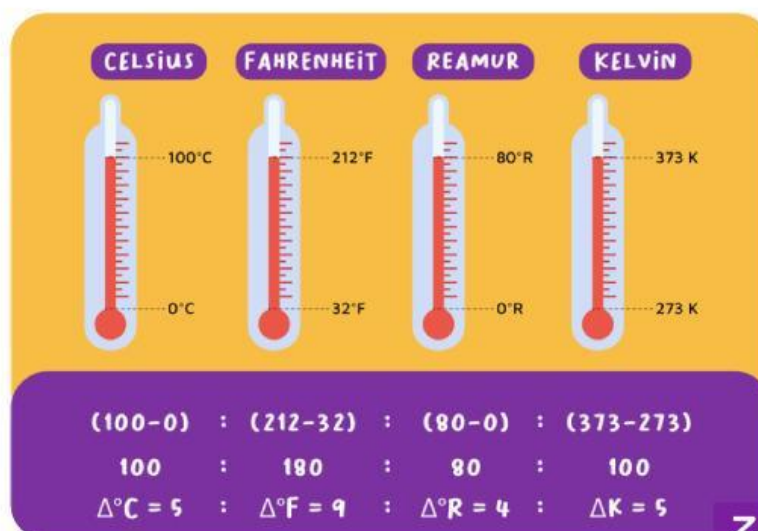 CELSIUS FAHRENHEIT REAMUR KELVIN
100°C 212°F 80°R 373 K
0°C 32°F 0°R 273 K
(100-0) : (212-32) : (80-0) : (373-273)
100 : 180 : 80 : 100
Δ°C = 5 : Δ°F = 9 : Δ°R = 4 : ΔK = 5